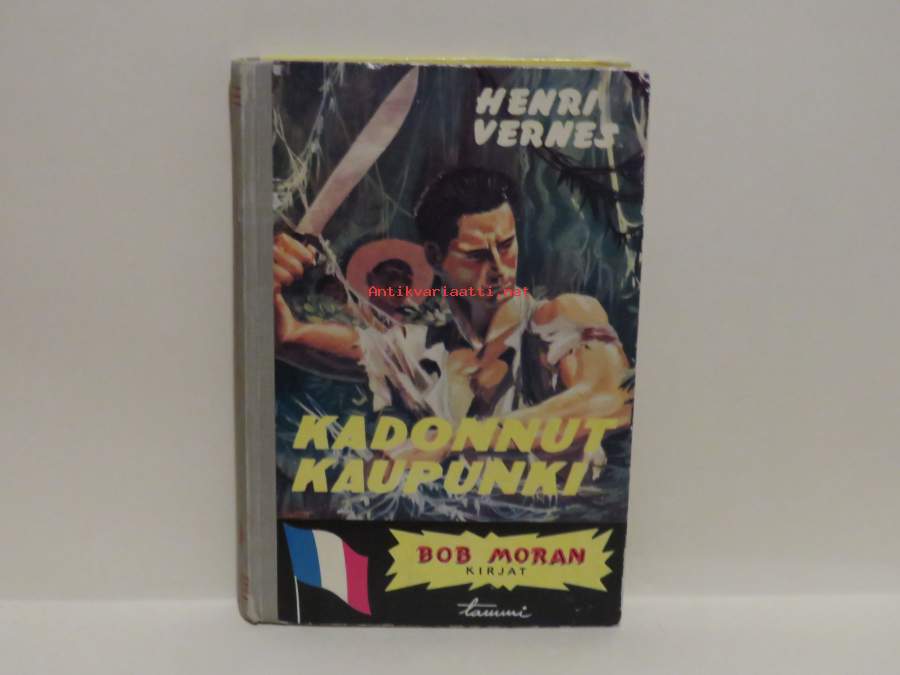 HENRI
VERNES
Antikvariaatti.net
KADONNUT
KAUPUNKI
BOB MORAN
KIRJAT
tammi